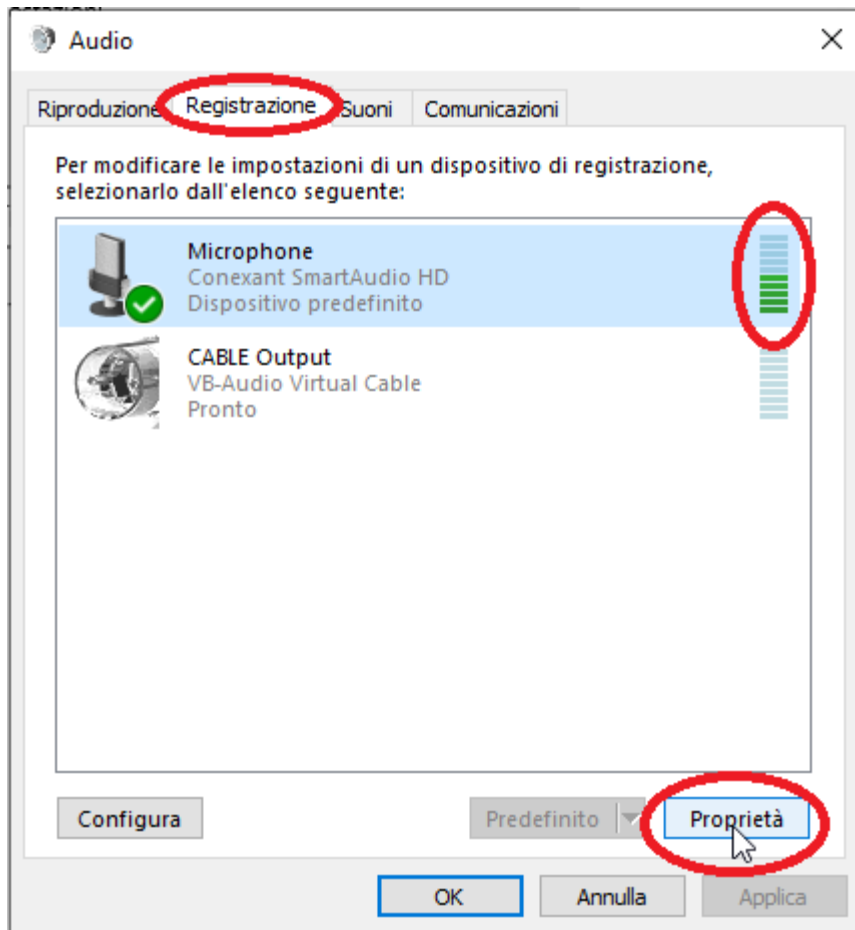 Audio
Riproduzione Registrazione Suoni Comunicazioni
Per modificare le impostazioni di un dispositivo di registrazione,
selezionarlo dall'elenco seguente:
Microphone
Conexant SmartAudio HD
Dispositivo predefinito
CABLE Output
VB-Audio Virtual Cable
Pronto
Configura Predefinito Proprietà
OK Annulla Applica